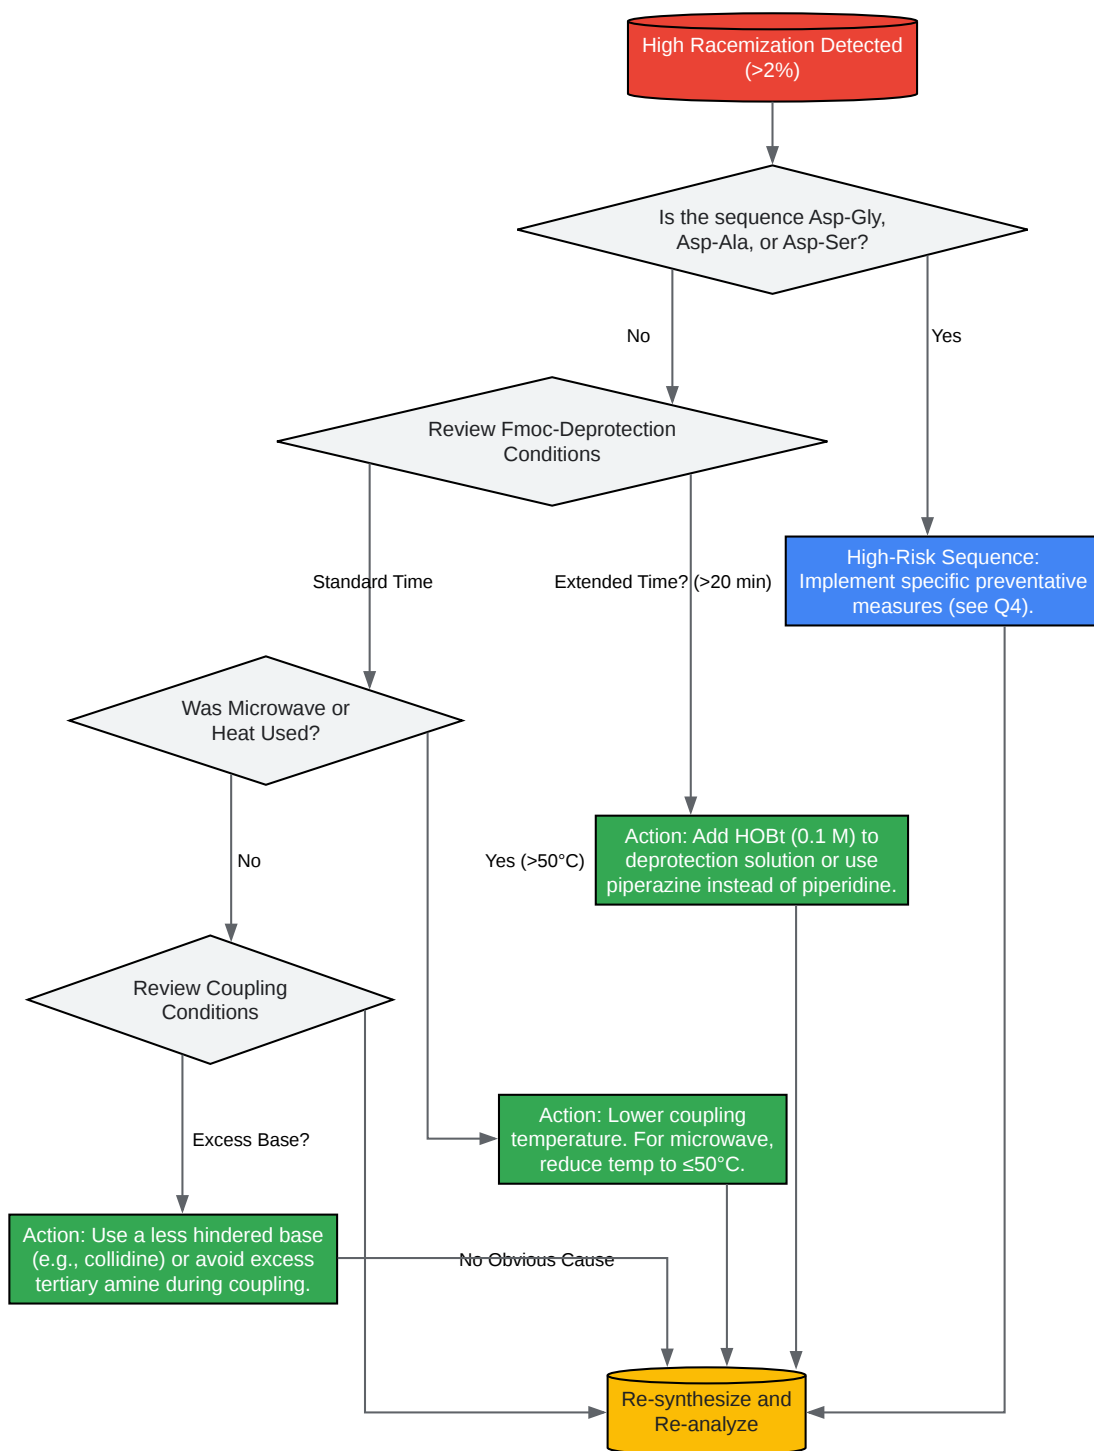 High Racemization Detected
(>2%)
Is the sequence Asp-Gly,
Asp-Ala, or Asp-Ser?
No
Yes
Review Fmoc-Deprotection
Conditions
High-Risk Sequence:
Implement specific preventative
measures (see Q4).
Standard Time
Extended Time? (>20 min)
Was Microwave or
Heat Used?
Action: Add HOBt (0.1 M) to
deprotection solution or use
piperazine instead of piperidine.
No
Yes (>50°C)
Review Coupling
Conditions
Action: Lower coupling
temperature. For microwave,
reduce temp to ≤50°C.
Excess Base?
Action: Use a less hindered base
(e.g., collidine) or avoid excess
tertiary amine during coupling.
No Obvious Cause
Re-synthesize and
Re-analyze